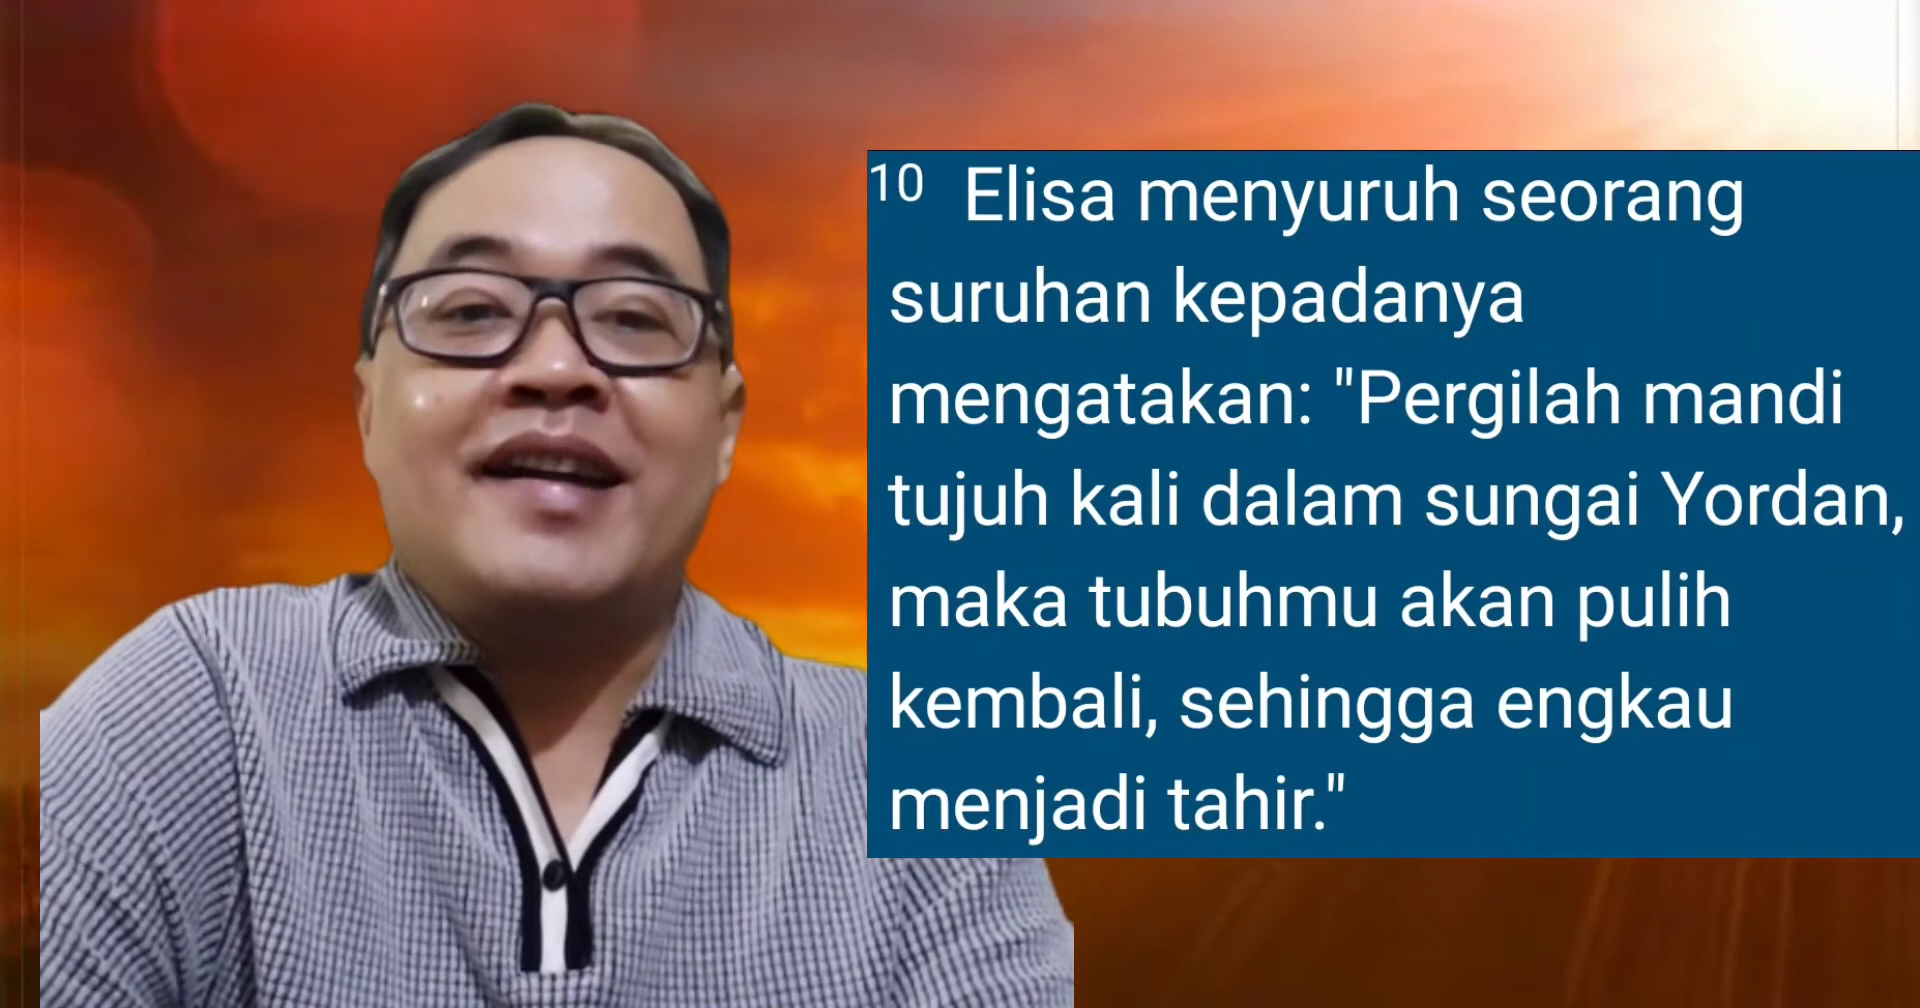 10 Elisa menyuruh seorang
suruhan kepadanya
mengatakan: "Pergilah mandi
tujuh kali dalam sungai Yordan,
maka tubuhmu akan pulih
kembali, sehingga engkau
menjadi tahir."